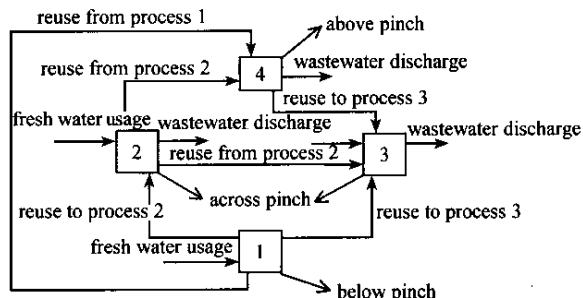 reuse from process 1
above pinch
reuse from process 2
4
wastewater discharge
reuse to process 3
fresh water usage
wastewater discharge
wastewater discharge
2
reuse from process 2
3
across pinch
reuse to process 2
reuse to process 3
fresh water usage
1
below pinch